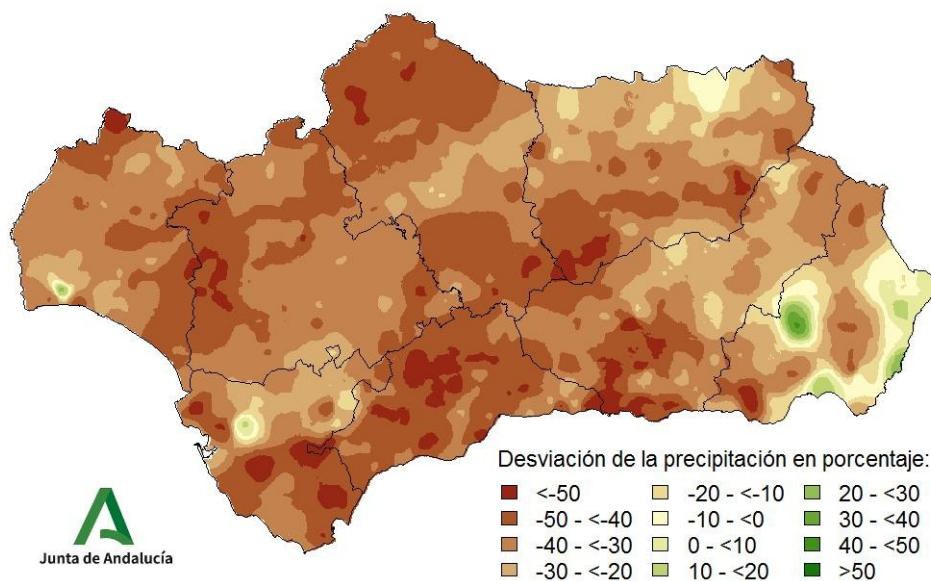 Desviación de la precipitación en porcentaje:
<-50 -20 - <-10 20 - <30
-50 - <-40 -10 - <0 30 - <40
-40 - <-30 0 - <10 40 - <50
-30 - <-20 10 - <20 >50
Junta de Andalucía